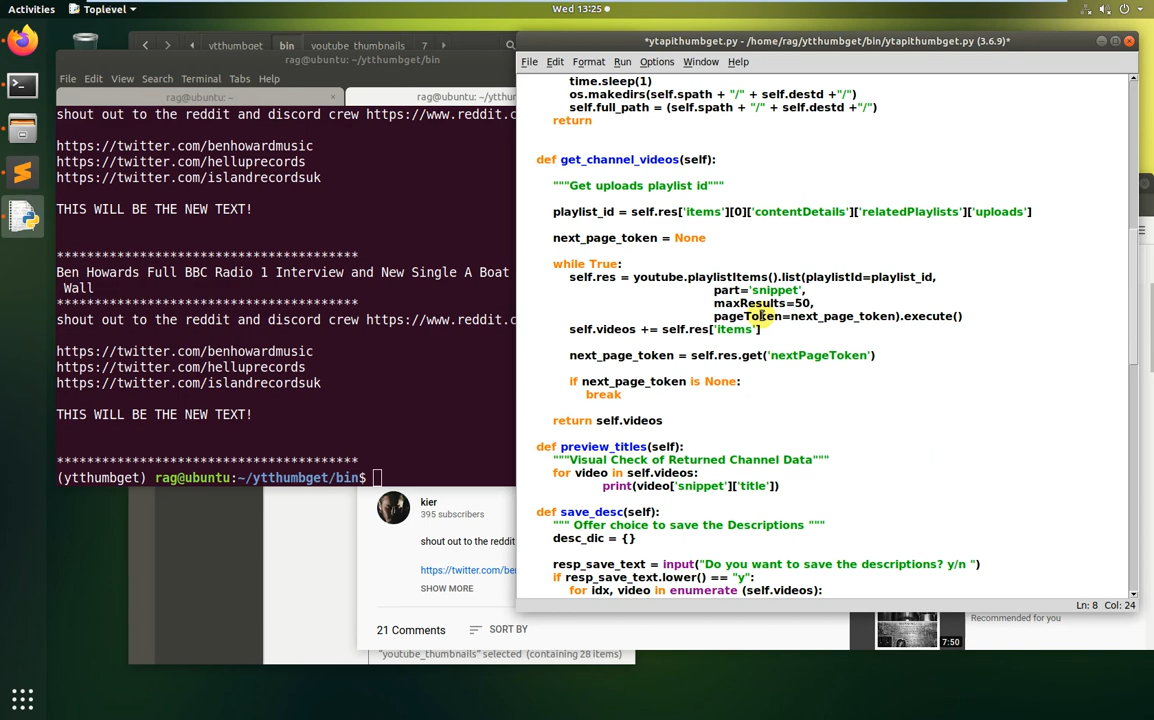 Activities
Toplevel
Wed 13:25
ytthumbget bin youtube_thumbnails 7
rag@ubuntu: ~/ytthumbget/bin
File Edit View Search Terminal Tabs Help
rag@ubuntu: ~ × rag@ubuntu: ~/ytthum
shout out to the reddit and discord crew https://www.reddit.c
https://twitter.com/benhowardmusic
https://twitter.com/helluprecords
https://twitter.com/islandrecordsuk
THIS WILL BE THE NEW TEXT!
****************************************
Ben Howards Full BBC Radio 1 Interview and New Single A Boat
Wall
****************************************
shout out to the reddit and discord crew https://www.reddit.c
https://twitter.com/benhowardmusic
https://twitter.com/helluprecords
https://twitter.com/islandrecordsuk
THIS WILL BE THE NEW TEXT!
****************************************
(ytthumbget) rag@ubuntu:~/ytthumbget/bin$
*ytapithumbget.py - /home/rag/ytthumbget/bin/ytapithumbget.py (3.6.9)*
File Edit Format Run Options Window Help
time.sleep(1)
os.makedirs(self.spath + "/" + self.destd +"/")
self.full_path = (self.spath + "/" + self.destd +"/")
return
def get_channel_videos(self):
"""Get uploads playlist id"""
playlist_id = self.res['items'][0]['contentDetails']['relatedPlaylists']['uploads']
next_page_token = None
while True:
self.res = youtube.playlistItems().list(playlistId=playlist_id,
part='snippet',
maxResults=50,
pageToken=next_page_token).execute()
self.videos += self.res['items']
next_page_token = self.res.get('nextPageToken')
if next_page_token is None:
break
return self.videos
def preview_titles(self):
"""Visual Check of Returned Channel Data"""
for video in self.videos:
print(video['snippet']['title'])
def save_desc(self):
""" Offer choice to save the Descriptions """
desc_dic = {}
resp_save_text = input("Do you want to save the descriptions? y/n ")
if resp_save_text.lower() == "y":
for idx, video in enumerate (self.videos):
Ln: 8 Col: 24
kier
395 subscribers
shout out to the reddit
https://twitter.com/ber
SHOW MORE
21 Comments SORT BY
"youtube_thumbnails" selected (containing 28 items)
7:50
Recommended for you